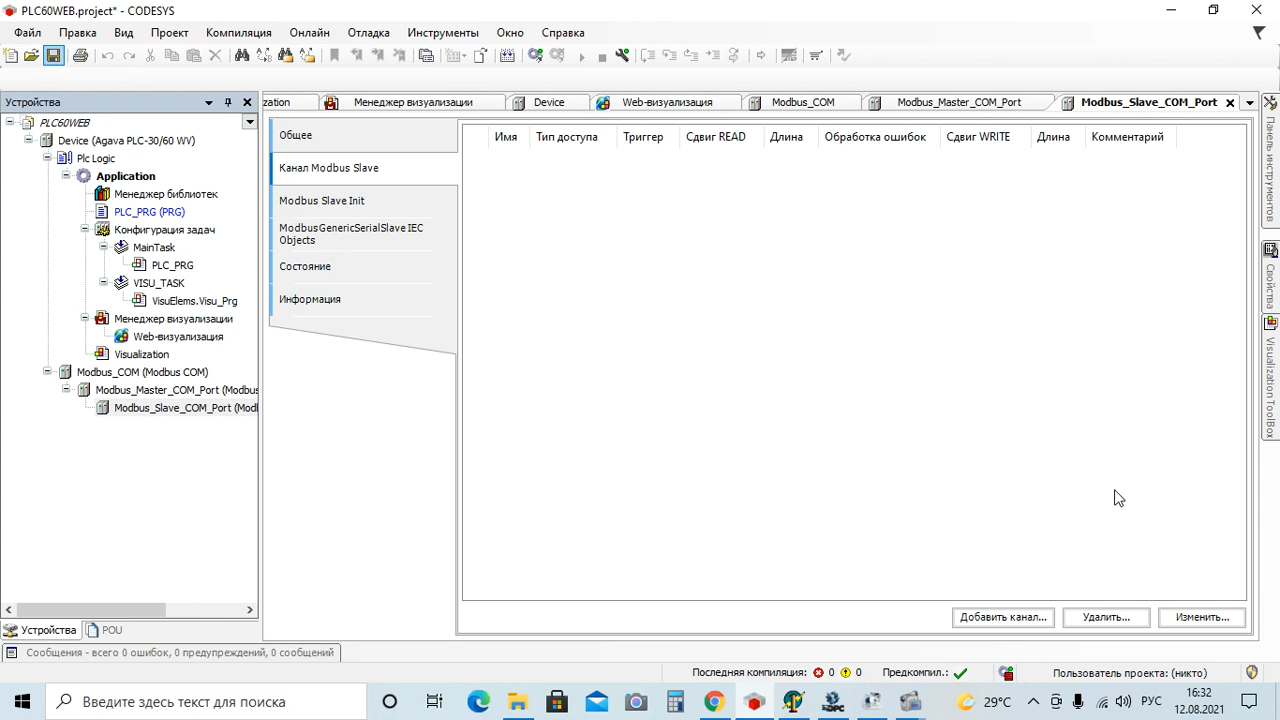 PLC60WEB.project* - CODESYS
Файл Правка Вид Проект Компиляция Онлайн Отладка Инструменты Окно Справка
Устройства
PLC60WEB
Device (Agava PLC-30/60 WV)
Plc Logic
Application
Менеджер библиотек
PLC_PRG (PRG)
Конфигурация задач
MainTask
PLC_PRG
VISU_TASK
VisuElems.Visu_Prg
Менеджер визуализации
Web-визуализация
Visualization
Modbus_COM (Modbus COM)
Modbus_Master_COM_Port (Modbus
Modbus_Slave_COM_Port (Modl
Устройства POU
zation Менеджер визуализации Device Web-визуализация Modbus_COM Modbus_Master_COM_Port Modbus_Slave_COM_Port
Общее
Канал Modbus Slave
Modbus Slave Init
ModbusGenericSerialSlave IEC
Objects
Состояние
Информация
Имя Тип доступа Триггер Сдвиг READ Длина Обработка ошибок Сдвиг WRITE Длина Комментарий
Добавить канал... Удалить... Изменить...
Панель инструментов
Свойства
Visualization ToolBox
Сообщения - всего 0 ошибок, 0 предупреждений, 0 сообщений
Последняя компиляция: 0 0 Предкомпил.: Пользователь проекта: (никто)
Введите здесь текст для поиска
29°C
РУС
16:32
12.08.2021